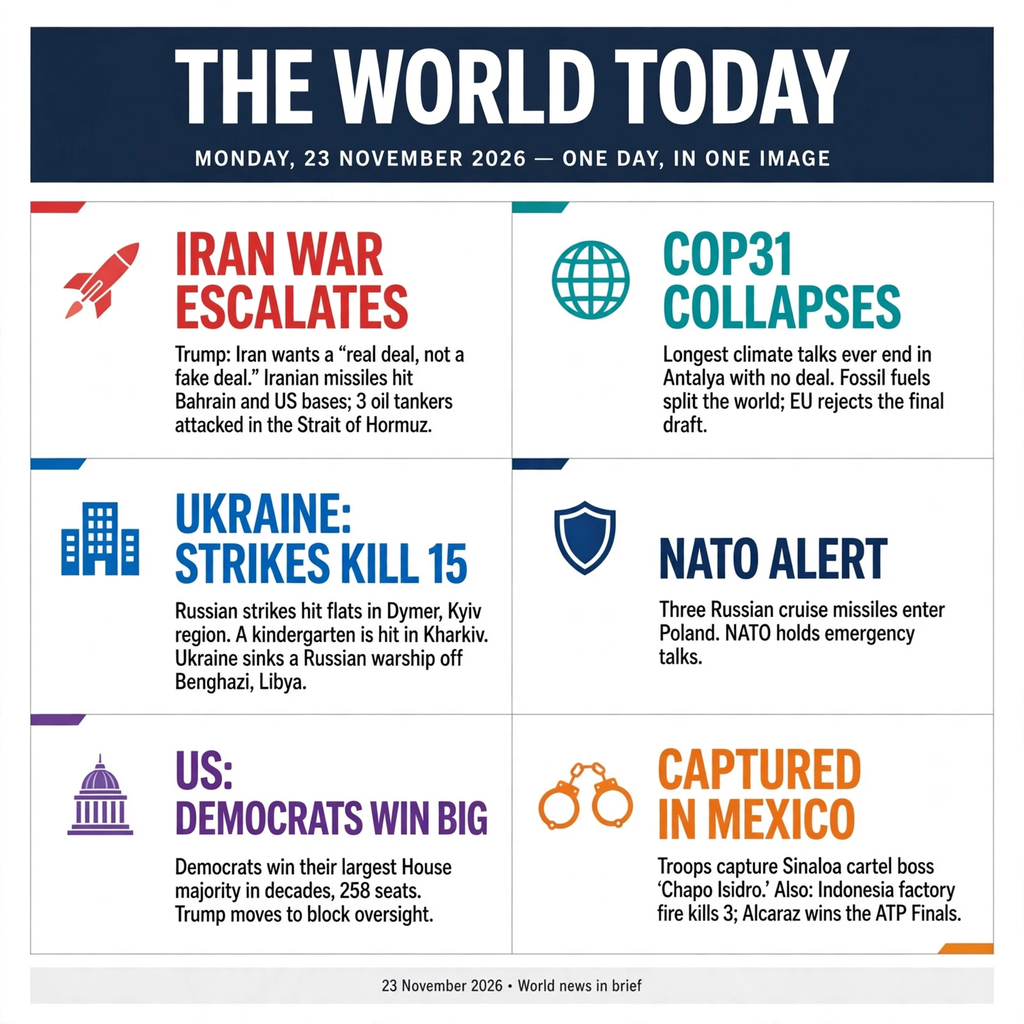 THE WORLD TODAY
MONDAY, 23 NOVEMBER 2026 — ONE DAY, IN ONE IMAGE
IRAN WAR
ESCALATES
Trump: Iran wants a “real deal, not a
fake deal.” Iranian missiles hit
Bahrain and US bases; 3 oil tankers
attacked in the Strait of Hormuz.
COP31
COLLAPSES
Longest climate talks ever end in
Antalya with no deal. Fossil fuels
split the world; EU rejects the final
draft.
UKRAINE:
STRIKES KILL 15
Russian strikes hit flats in Dymer, Kyiv
region. A kindergarten is hit in Kharkiv.
Ukraine sinks a Russian warship off
Benghazi, Libya.
NATO ALERT
Three Russian cruise missiles enter
Poland. NATO holds emergency
talks.
US:
DEMOCRATS WIN BIG
Democrats win their largest House
majority in decades, 258 seats.
Trump moves to block oversight.
CAPTURED
IN MEXICO
Troops capture Sinaloa cartel boss
‘Chapo Isidro.’ Also: Indonesia factory
fire kills 3; Alcaraz wins the ATP Finals.
23 November 2026 • World news in brief